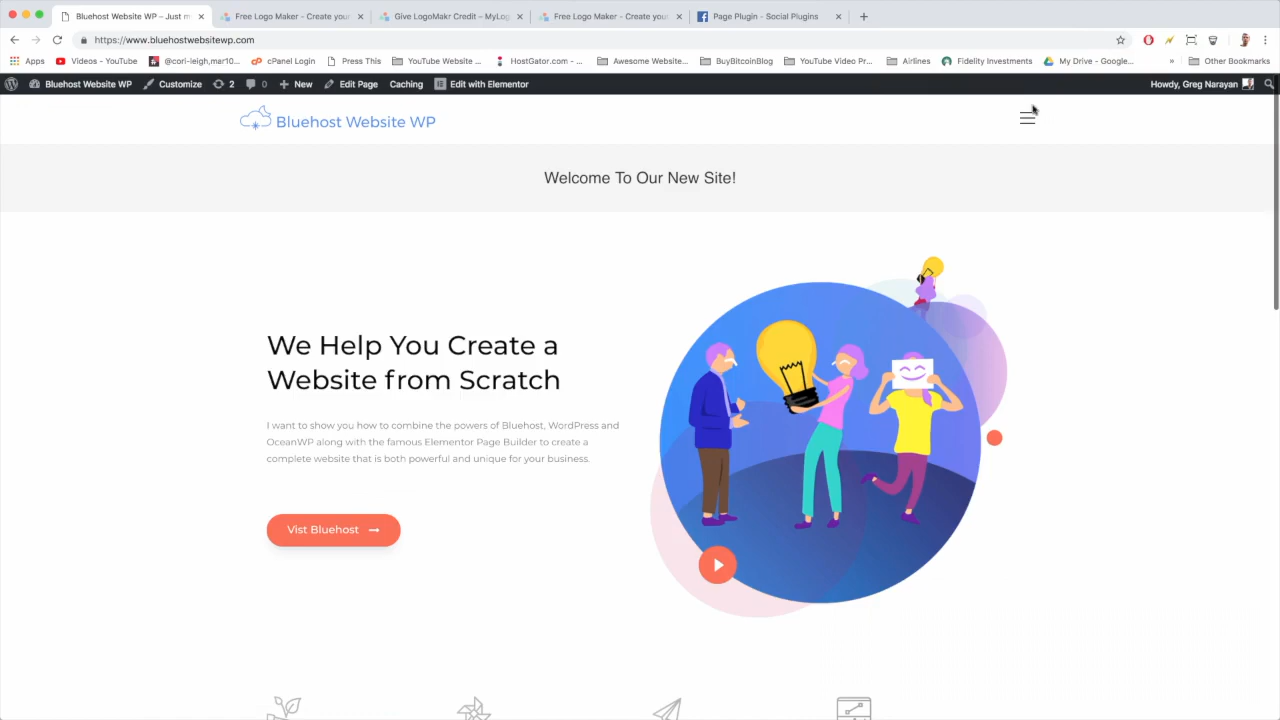 Bluehost Website WP – Just m
Free Logo Maker - Create your
Give LogoMakr Credit – MyLog
Free Logo Maker - Create your
Page Plugin - Social Plugins
https://www.bluehostwebsitewp.com
Apps
Videos - YouTube
@cori-leigh,mar10...
cPanel Login
Press This
YouTube Website ...
HostGator.com - ...
Awesome Website...
BuyBitcoinBlog
YouTube Video Pr...
Airlines
Fidelity Investments
My Drive - Google...
»
Other Bookmarks
Bluehost Website WP
Customize
2
0
New
Edit Page
Caching
Edit with Elementor
Howdy, Greg Narayan
Bluehost Website WP
Welcome To Our New Site!
We Help You Create a
Website from Scratch
I want to show you how to combine the powers of Bluehost, WordPress and
OceanWP along with the famous Elementor Page Builder to create a
complete website that is both powerful and unique for your business.
Vist Bluehost